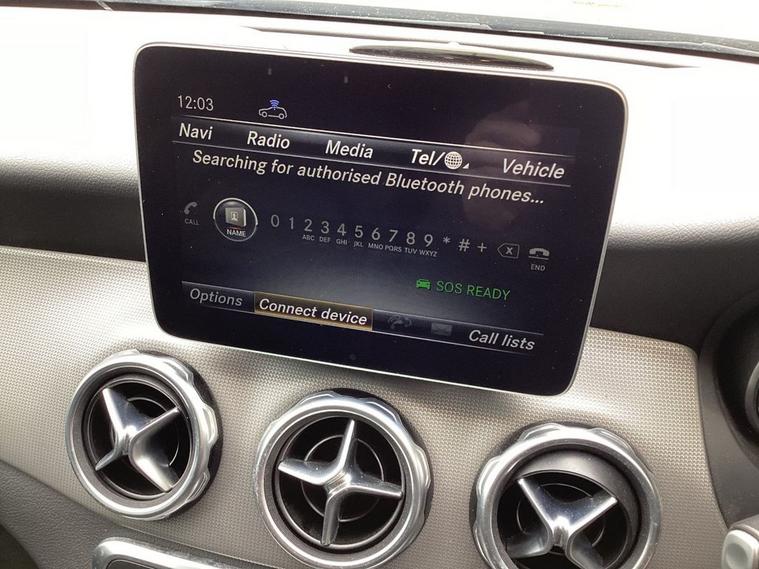 12:03
Navi Radio Media Tel/ Vehicle
Searching for authorised Bluetooth phones...
CALL NAME 0 1 2 3 4 5 6 7 8 9 * # + END
ABC DEF GHI JKL MNO PQRS TUV WXYZ
SOS READY
Options Connect device Call lists